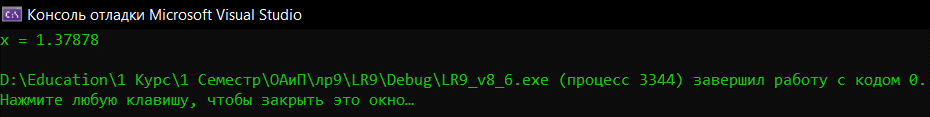 Консоль отладки Microsoft Visual Studio
x = 1.37878
D:\Education\1 Курс\1 Семестр\ОАиП\лр9\LR9\Debug\LR9_v8_6.exe (процесс 3344) завершил работу с кодом 0.
Нажмите любую клавишу, чтобы закрыть это окно…